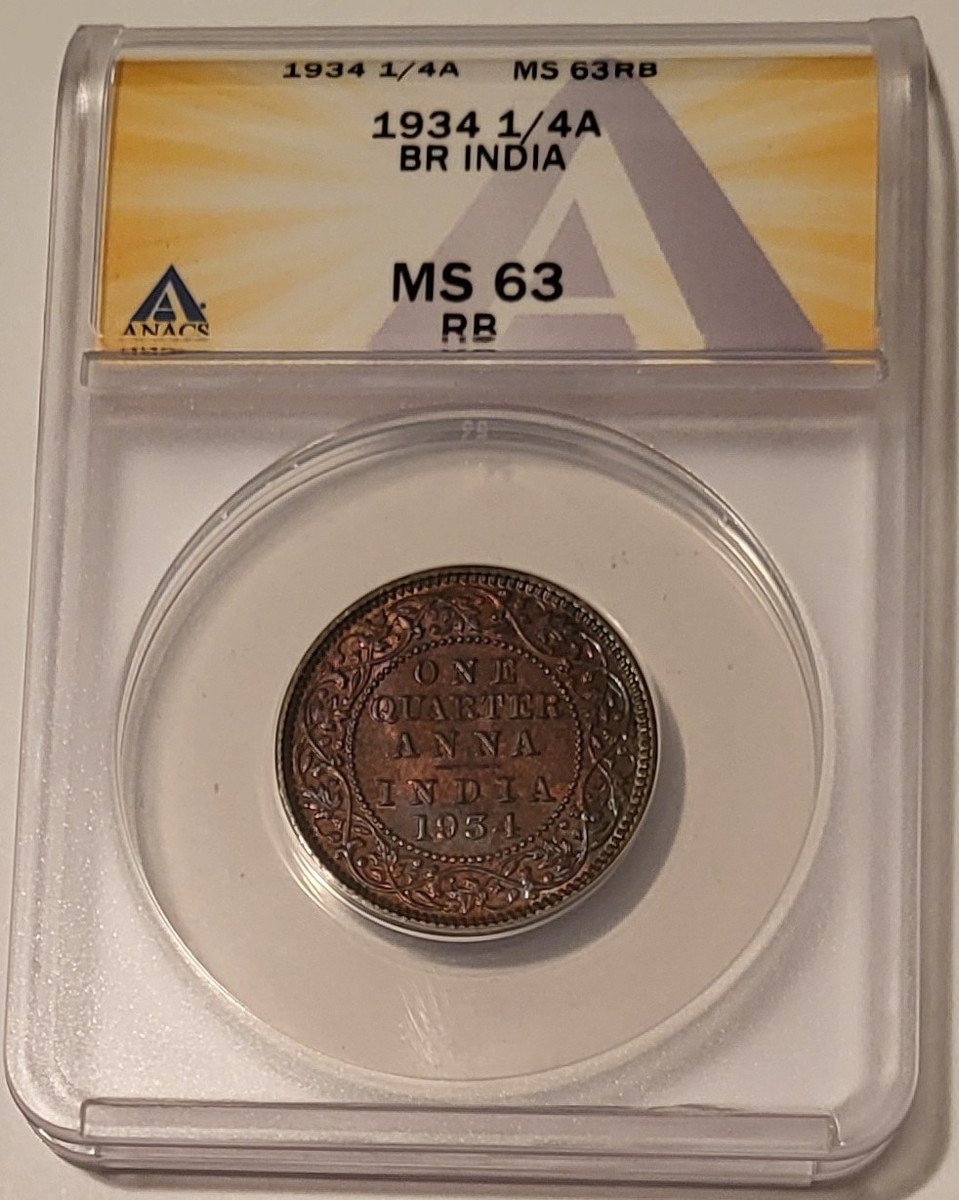 1934 1/4A MS 63RB
1934 1/4A
BR INDIA
MS 63
RB
ANACS
29
ONE
QUARTER
ANNA
INDIA
1934